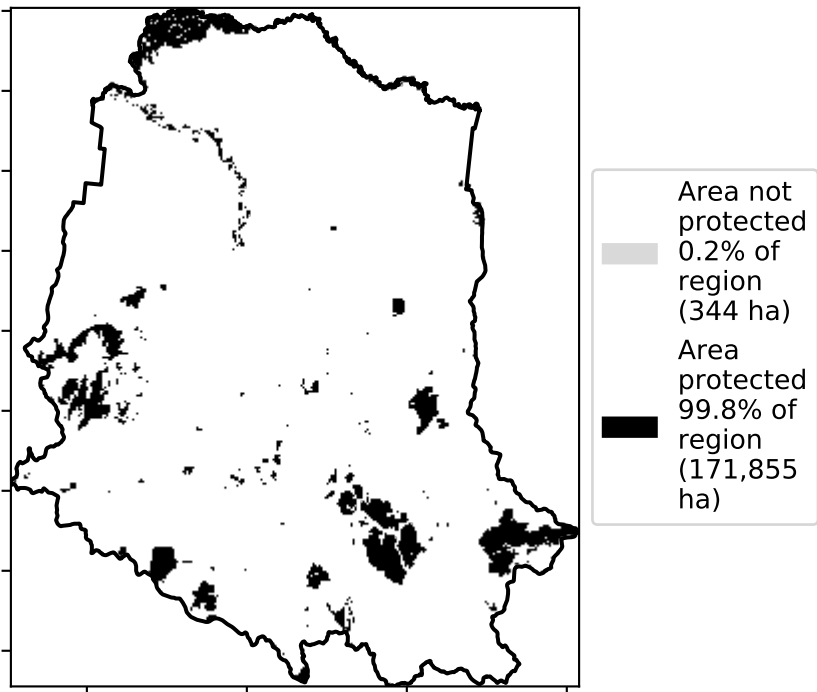 Area not
protected
0.2% of
region
(344 ha)
Area
protected
99.8% of
region
(171,855
ha)